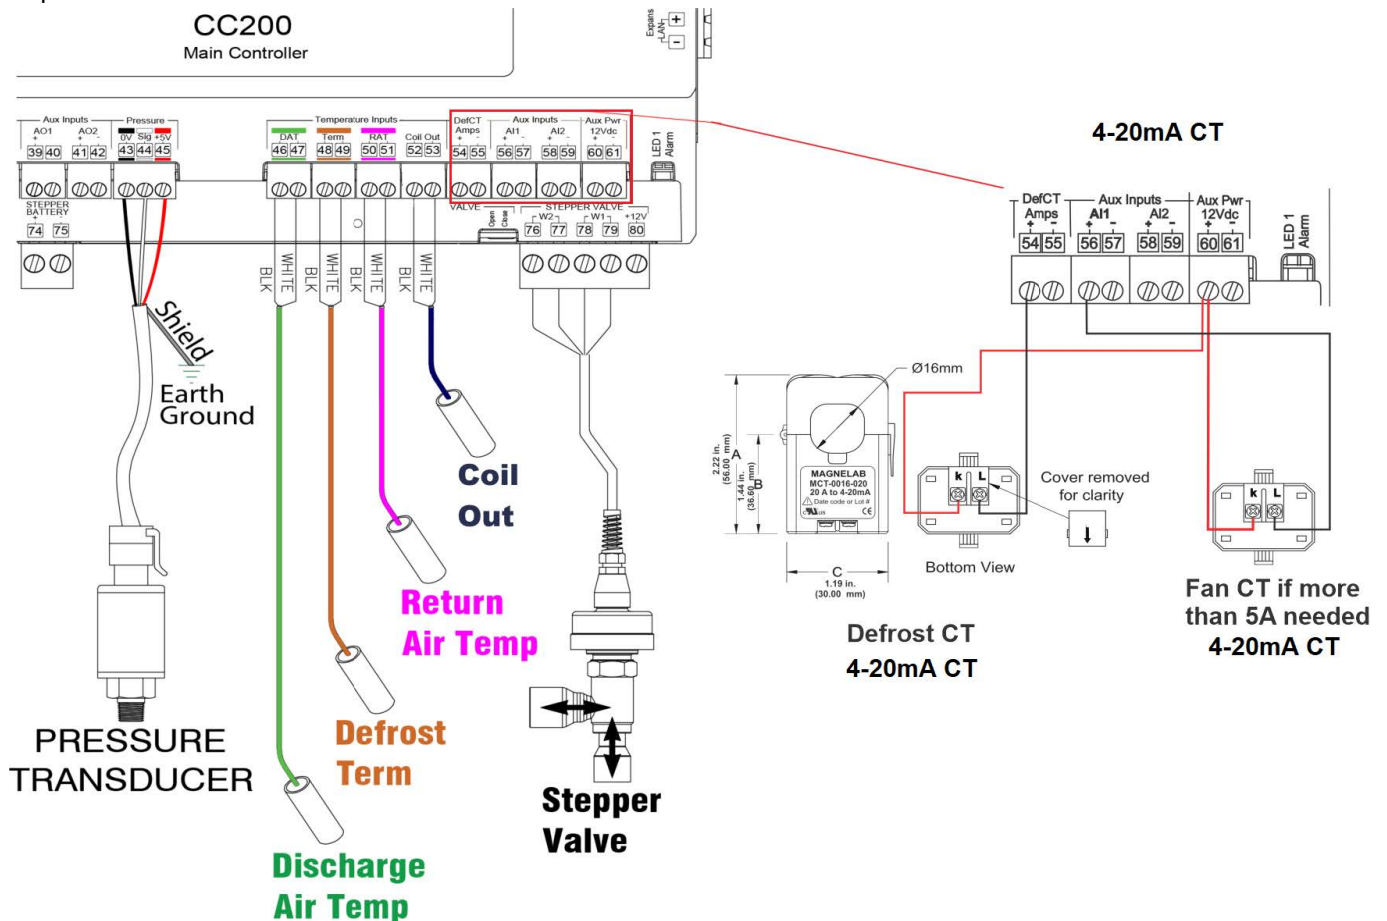 CC200
Main Controller
Expans
LAN
+
−
Aux Inputs
AO1
AO2
+ - + -
39 40 41 42
Pressure
0V Sig +5V
43 44 45
Temperature Inputs
DAT
Term
RAT
Coil Out
46 47 48 49 50 51 52 53
DefCT
Amps
+ -
54 55
Aux Inputs
AI1
AI2
+ - + -
56 57 58 59
Aux Pwr
12Vdc
+ -
60 61
LED 1
Alarm
STEPPER
BATTERY
+ -
74 75
VALVE
Open
Close
STEPPER VALVE
W2
W1
+12V
76 77 78 79 80
BLK
WHITE
BLK
WHITE
BLK
WHITE
BLK
WHITE
Shield
Earth
Ground
PRESSURE
TRANSDUCER
Coil
Out
Return
Air Temp
Defrost
Term
Discharge
Air Temp
Stepper
Valve
4-20mA CT
DefCT
Amps
+ -
54 55
Aux Inputs
AI1
AI2
+ - + -
56 57 58 59
Aux Pwr
12Vdc
+ -
60 61
LED 1
Alarm
Ø16mm
2.22 in.
(56.00 mm)
A
1.44 in.
(36.60 mm)
B
MAGNELAB
MCT-0016-020
20 A to 4-20mA
Date code or Lot #
CE
C
1.19 in.
(30.00 mm)
k L
Bottom View
Cover removed
for clarity
k L
Defrost CT
4-20mA CT
Fan CT if more
than 5A needed
4-20mA CT